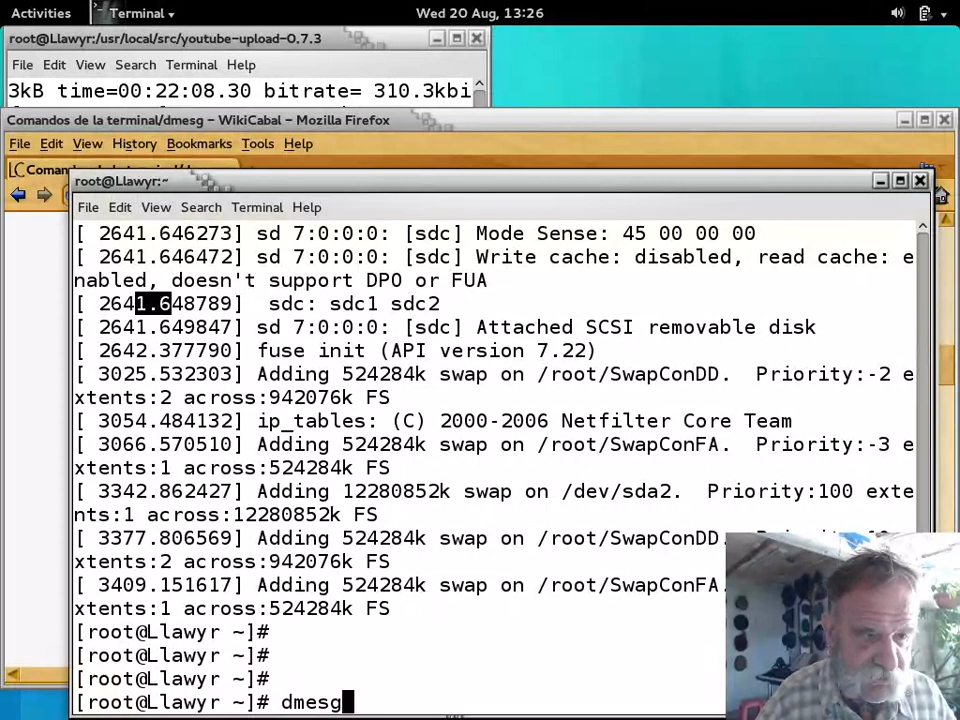 Activities Terminal Wed 20 Aug, 13:26
root@Llawyr:/usr/local/src/youtube-upload-0.7.3
File Edit View Search Terminal Help
3kB time=00:22:08.30 bitrate= 310.3kbi
Comandos de la terminal/dmesg – WikiCabal – Mozilla Firefox
File Edit View History Bookmarks Tools Help
root@Llawyr:~
File Edit View Search Terminal Help
[ 2641.646273] sd 7:0:0:0: [sdc] Mode Sense: 45 00 00 00
[ 2641.646472] sd 7:0:0:0: [sdc] Write cache: disabled, read cache: e
nabled, doesn't support DPO or FUA
[ 2641.648789]  sdc: sdc1 sdc2
[ 2641.649847] sd 7:0:0:0: [sdc] Attached SCSI removable disk
[ 2642.377790] fuse init (API version 7.22)
[ 3025.532303] Adding 524284k swap on /root/SwapConDD.  Priority:-2 e
xtents:2 across:942076k FS
[ 3054.484132] ip_tables: (C) 2000-2006 Netfilter Core Team
[ 3066.570510] Adding 524284k swap on /root/SwapConFA.  Priority:-3 e
xtents:1 across:524284k FS
[ 3342.862427] Adding 12280852k swap on /dev/sda2.  Priority:100 exte
nts:1 across:12280852k FS
[ 3377.806569] Adding 524284k swap on /root/SwapConDD.
xtents:2 across:942076k FS
[ 3409.151617] Adding 524284k swap on /root/SwapConFA.
xtents:1 across:524284k FS
[root@Llawyr ~]#
[root@Llawyr ~]#
[root@Llawyr ~]#
[root@Llawyr ~]# dmesg